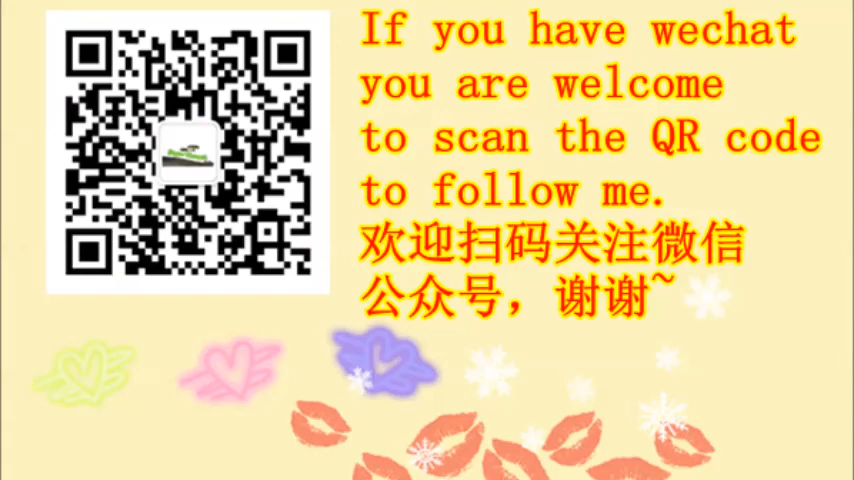 If you have wechat
you are welcome
to scan the QR code
to follow me.
欢迎扫码关注微信
公众号，谢谢~